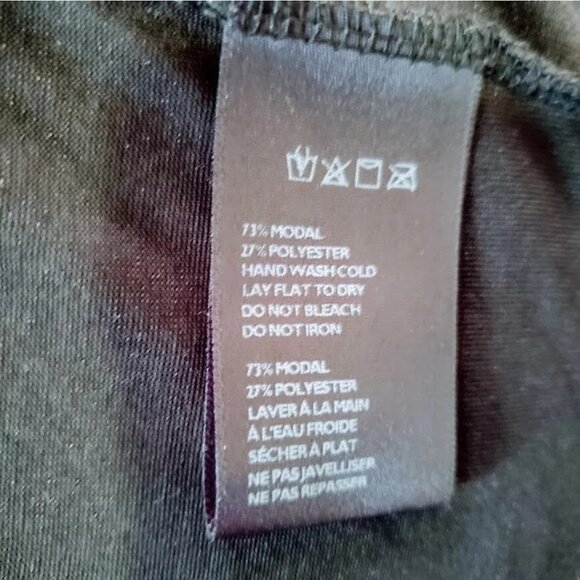 73% MODAL
27% POLYESTER
HAND WASH COLD
LAY FLAT TO DRY
DO NOT BLEACH
DO NOT IRON
73% MODAL
27% POLYESTER
LAVER À LA MAIN
À L'EAU FROIDE
SÉCHER À PLAT
NE PAS JAVELLISER
NE PAS REPASSER